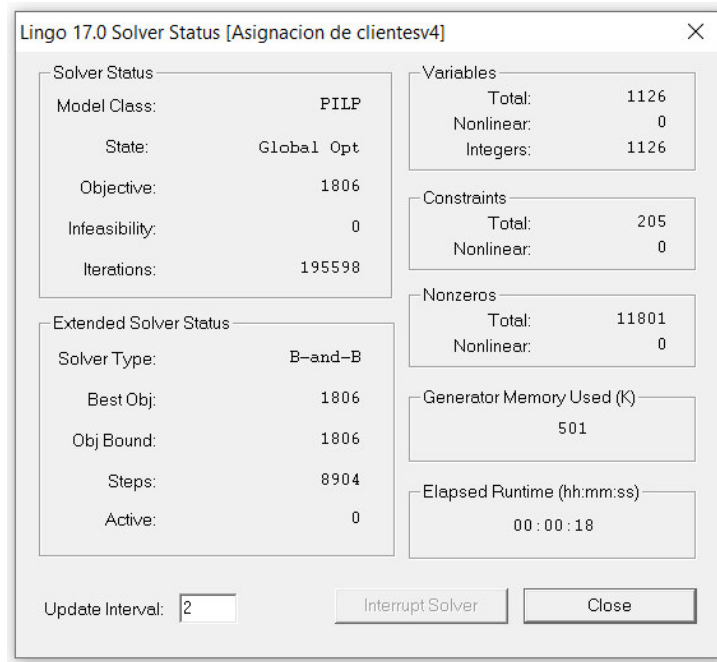 Lingo 17.0 Solver Status [Asignacion de clientesv4]
Solver Status
Model Class: PILP
State: Global Opt
Objective: 1806
Infeasibility: 0
Iterations: 195598
Extended Solver Status
Solver Type: B-and-B
Best Obj: 1806
Obj Bound: 1806
Steps: 8904
Active: 0
Variables
Total: 1126
Nonlinear: 0
Integers: 1126
Constraints
Total: 205
Nonlinear: 0
Nonzeros
Total: 11801
Nonlinear: 0
Generator Memory Used (K)
501
Elapsed Runtime (hh:mm:ss)
00:00:18
Update Interval: 2
Interrupt Solver
Close